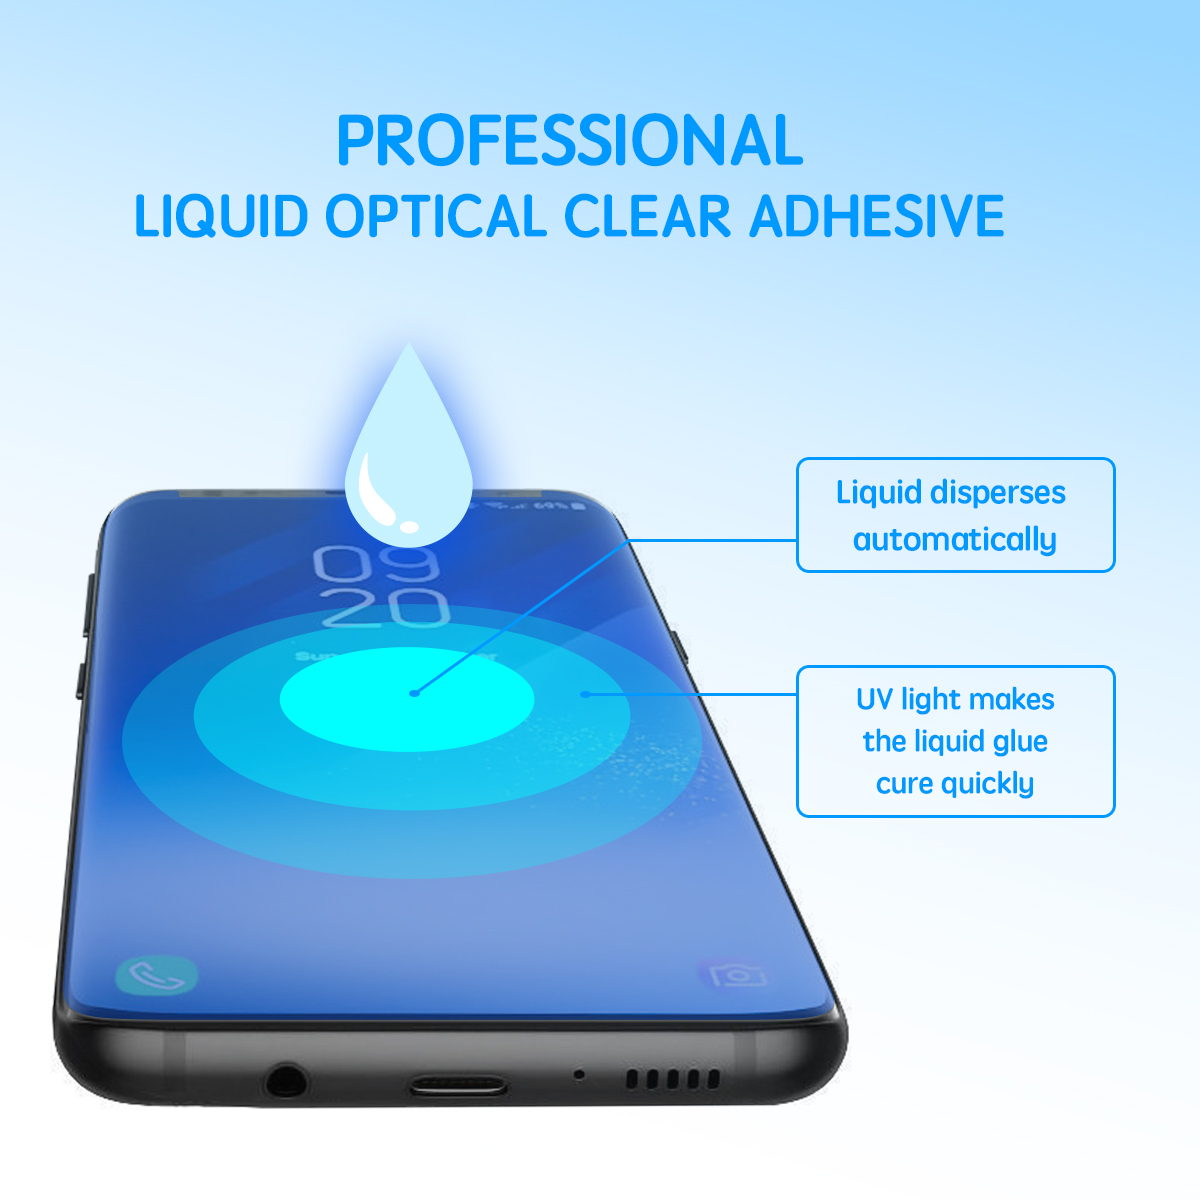 PROFESSIONAL
LIQUID OPTICAL CLEAR ADHESIVE
09
20
Liquid disperses
automatically
UV light makes
the liquid glue
cure quickly